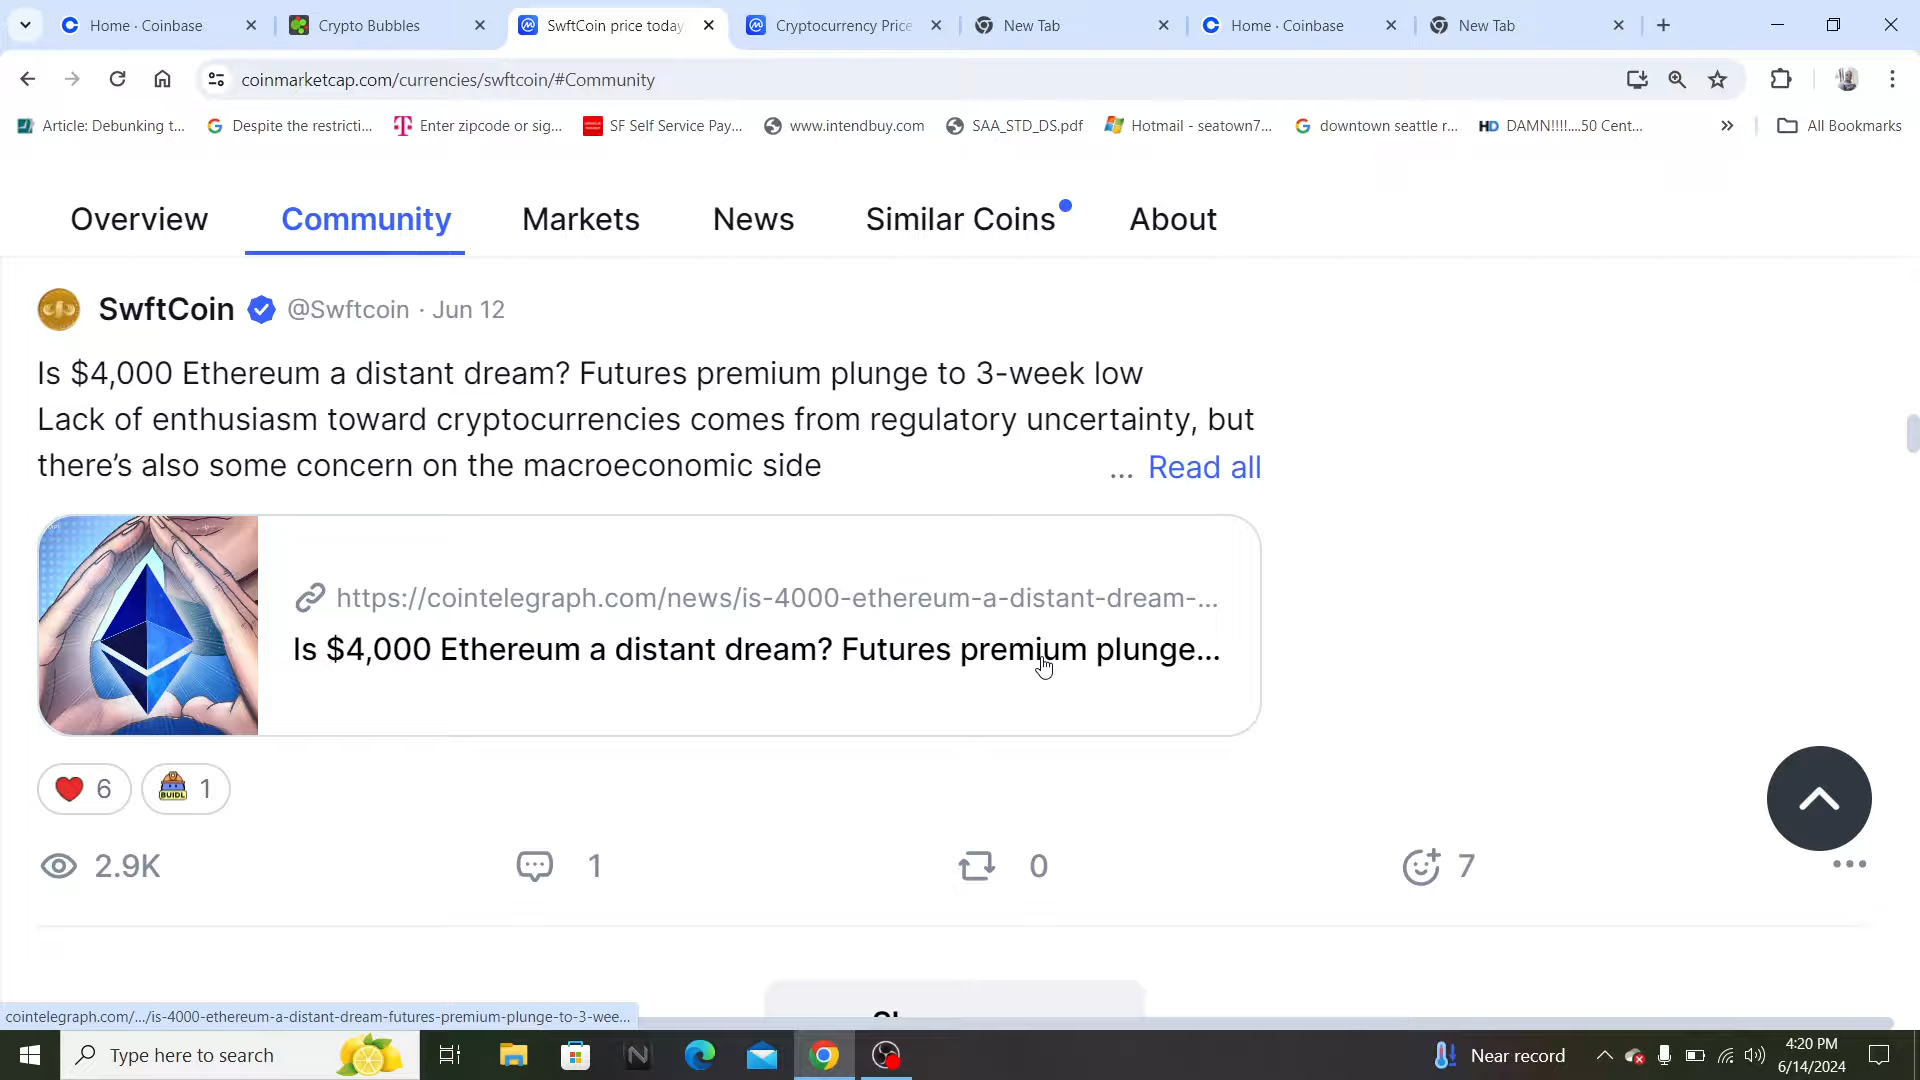 Home · Coinbase
Crypto Bubbles
SwftCoin price today
Cryptocurrency Price
New Tab
Home · Coinbase
New Tab
coinmarketcap.com/currencies/swftcoin/#Community
Article: Debunking t...
Despite the restricti...
Enter zipcode or sig...
SF Self Service Pay...
www.intendbuy.com
SAA_STD_DS.pdf
Hotmail - seatown7...
downtown seattle r...
HD DAMN!!!!....50 Cent...
All Bookmarks
Overview
Community
Markets
News
Similar Coins
About
SwftCoin @Swftcoin · Jun 12
Is $4,000 Ethereum a distant dream? Futures premium plunge to 3-week low
Lack of enthusiasm toward cryptocurrencies comes from regulatory uncertainty, but
there’s also some concern on the macroeconomic side ... Read all
https://cointelegraph.com/news/is-4000-ethereum-a-distant-dream-...
Is $4,000 Ethereum a distant dream? Futures premium plunge...
6
BUIDL 1
2.9K
1
0
7
cointelegraph.com/.../is-4000-ethereum-a-distant-dream-futures-premium-plunge-to-3-wee...
Type here to search
Near record
4:20 PM
6/14/2024